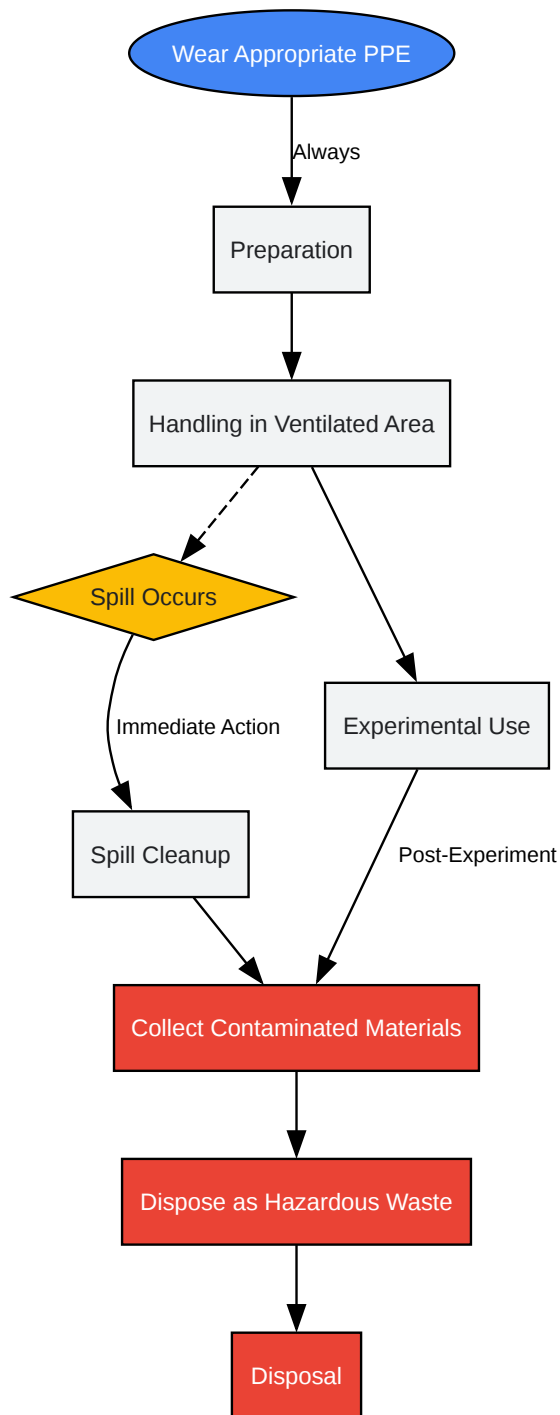 Wear Appropriate PPE
Always
Preparation
Handling in Ventilated Area
Spill Occurs
Immediate Action
Experimental Use
Spill Cleanup
Post-Experiment
Collect Contaminated Materials
Dispose as Hazardous Waste
Disposal